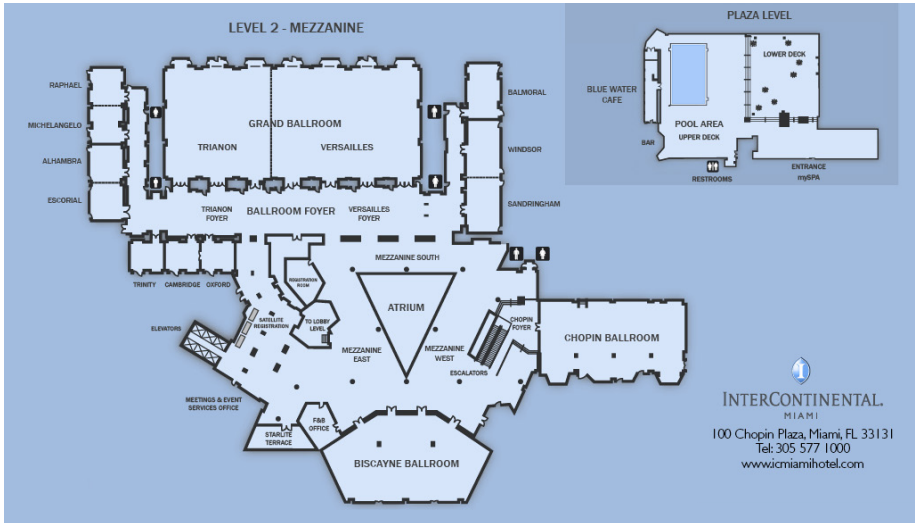 LEVEL 2 - MEZZANINE
RAPHAEL
MICHELANGELO
ALHAMBRA
ESCORIAL
GRAND BALLROOM
TRIANON
VERSAILLES
BALMORAL
WINDSOR
SANDRINGHAM
TRIANON
FOYER
BALLROOM FOYER
VERSAILLES
FOYER
TRINITY
CAMBRIDGE
OXFORD
MEZZANINE SOUTH
REGISTRATION
ROOM
ATRIUM
ELEVATORS
SATELLITE
REGISTRATION
TO LOBBY
LEVEL
MEZZANINE
EAST
MEZZANINE
WEST
CHOPIN
FOYER
CHOPIN BALLROOM
ESCALATORS
MEETINGS & EVENT
SERVICES OFFICE
F&B
OFFICE
STARLITE
TERRACE
BISCAYNE BALLROOM
PLAZA LEVEL
LOWER DECK
BLUE WATER
CAFE
POOL AREA
UPPER DECK
BAR
RESTROOMS
ENTRANCE
mySPA
INTERCONTINENTAL.
MIAMI
100 Chopin Plaza, Miami, FL 33131
Tel: 305 577 1000
www.icmiamihotel.com